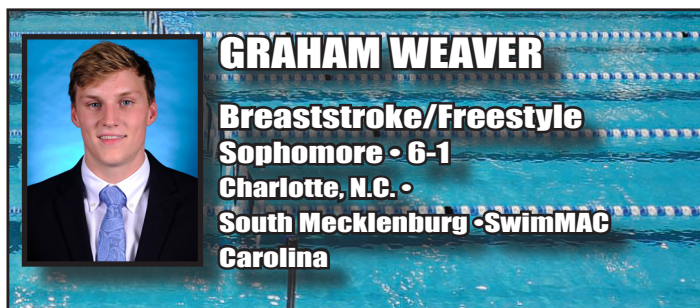 GRAHAM WEAVER
Breaststroke/Freestyle
Sophomore • 6-1
Charlotte, N.C. •
South Mecklenburg •SwimMAC
Carolina